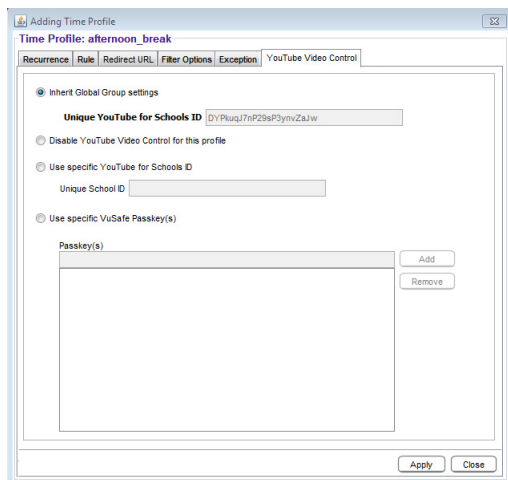 Adding Time Profile
Time Profile: afternoon_break
Recurrence Rule Redirect URL Filter Options Exception YouTube Video Control
Inherit Global Group settings
Unique YouTube for Schools ID DYPkuqJ7nP29sP3ynvZaJw
Disable YouTube Video Control for this profile
Use specific YouTube for Schools ID
Unique School ID
Use specific VuSafe Passkey(s)
Passkey(s)
Add
Remove
Apply Close